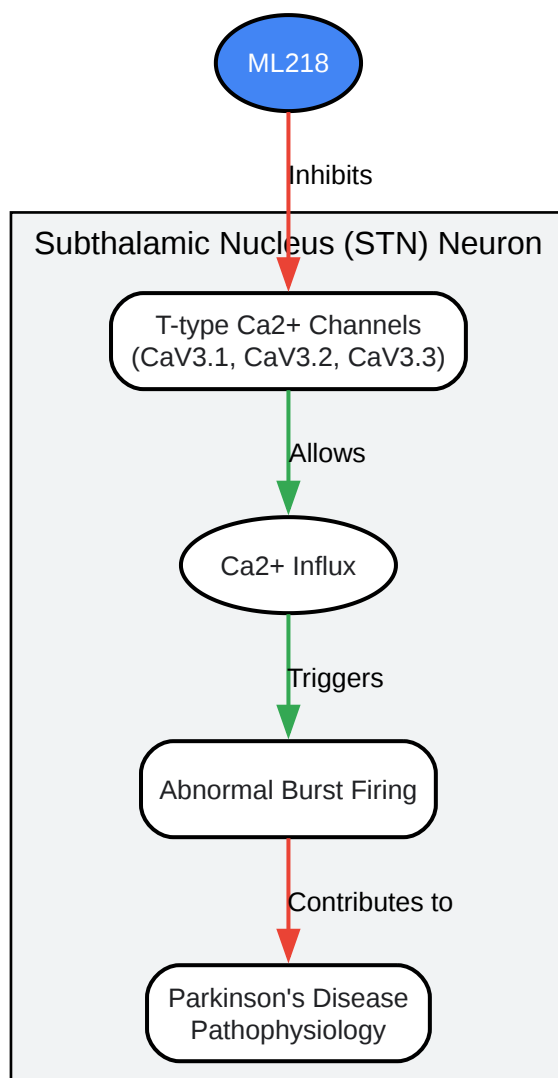 ML218
Inhibits
Subthalamic Nucleus (STN) Neuron
T-type Ca2+ Channels
(CaV3.1, CaV3.2, CaV3.3)
Allows
Ca2+ Influx
Triggers
Abnormal Burst Firing
Contributes to
Parkinson's Disease
Pathophysiology